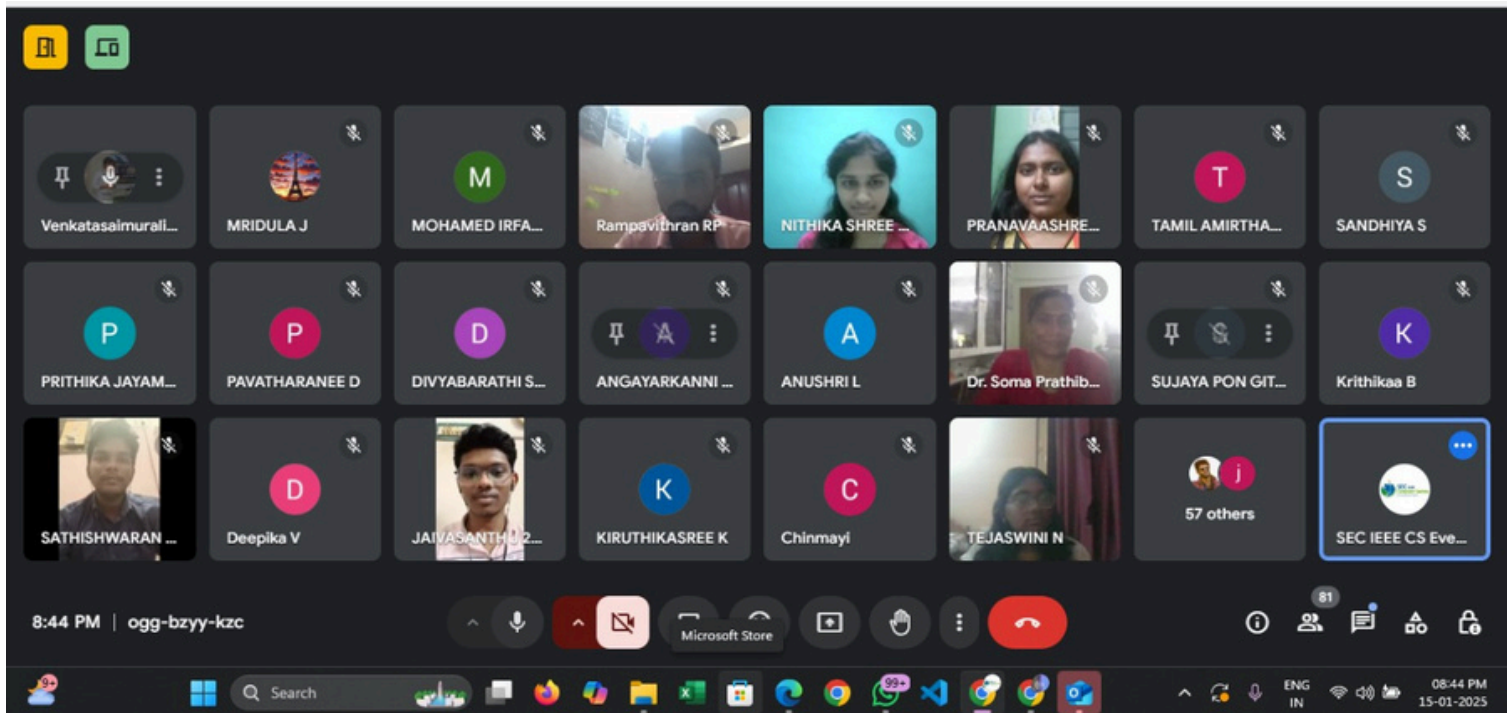 Venkatasaimurali...
MRIDULA J
M
MOHAMED IRFA...
Rampavithran RP
NITHIKA SHREE ...
PRANAVAASHRE...
T
TAMIL AMIRTHA...
S
SANDHIYA S
P
PRITHIKA JAYAM...
P
PAVATHARANEE D
D
DIVYABARATHI S...
A
ANGAYARKANNI ...
A
ANUSHRI L
Dr. Soma Prathib...
S
SUJAYA PON GIT...
K
Krithikaa B
SATHISHWARAN ...
D
Deepika V
JAIVASANTH J 2...
K
KIRUTHIKASREE K
C
Chinmayi
TEJASWINI N
j
57 others
SEC IEEE CS Eve...
8:44 PM | ogg-bzyy-kzc
Microsoft Store
81
9+
Search
99+
ENG
IN
08:44 PM
15-01-2025